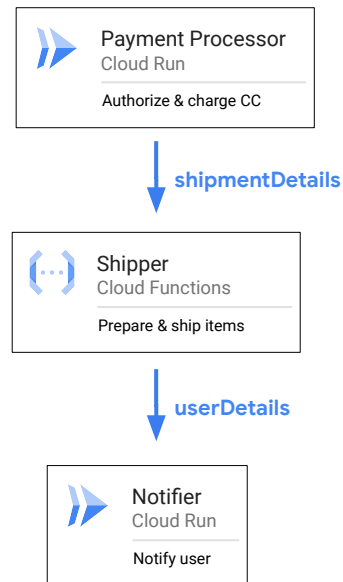 Payment Processor
Cloud Run
Authorize & charge CC
shipmentDetails
Shipper
Cloud Functions
Prepare & ship items
userDetails
Notifier
Cloud Run
Notify user